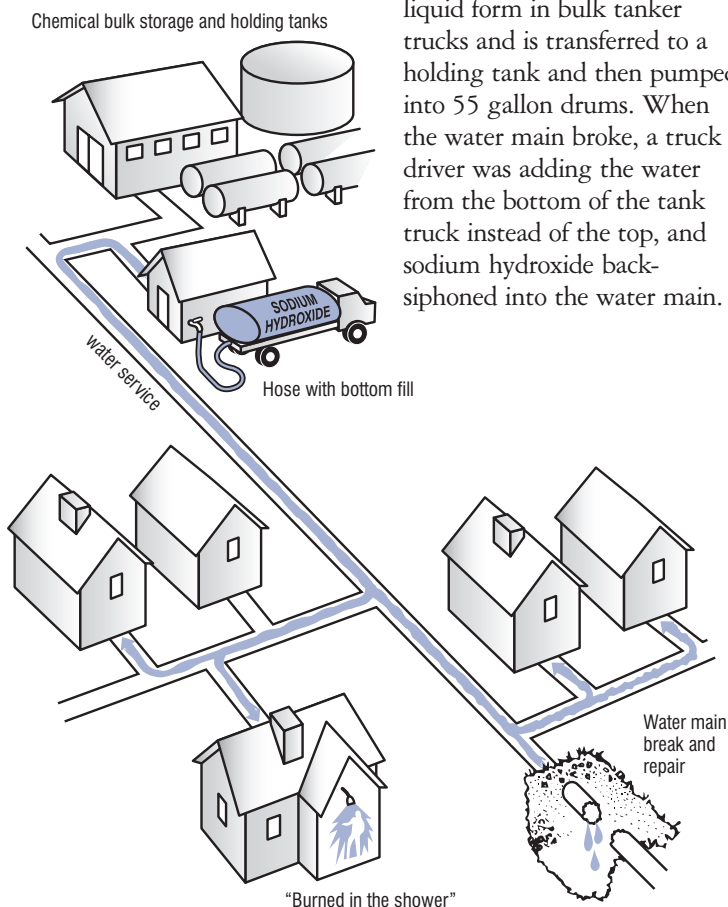 Chemical bulk storage and holding tanks
liquid form in bulk tanker
trucks and is transferred to a
holding tank and then pumped
into 55 gallon drums. When
the water main broke, a truck
driver was adding the water
from the bottom of the tank
truck instead of the top, and
sodium hydroxide back-
siphoned into the water main.
SODIUM
HYDROXIDE
water service
Hose with bottom fill
Water main
break and
repair
"Burned in the shower"